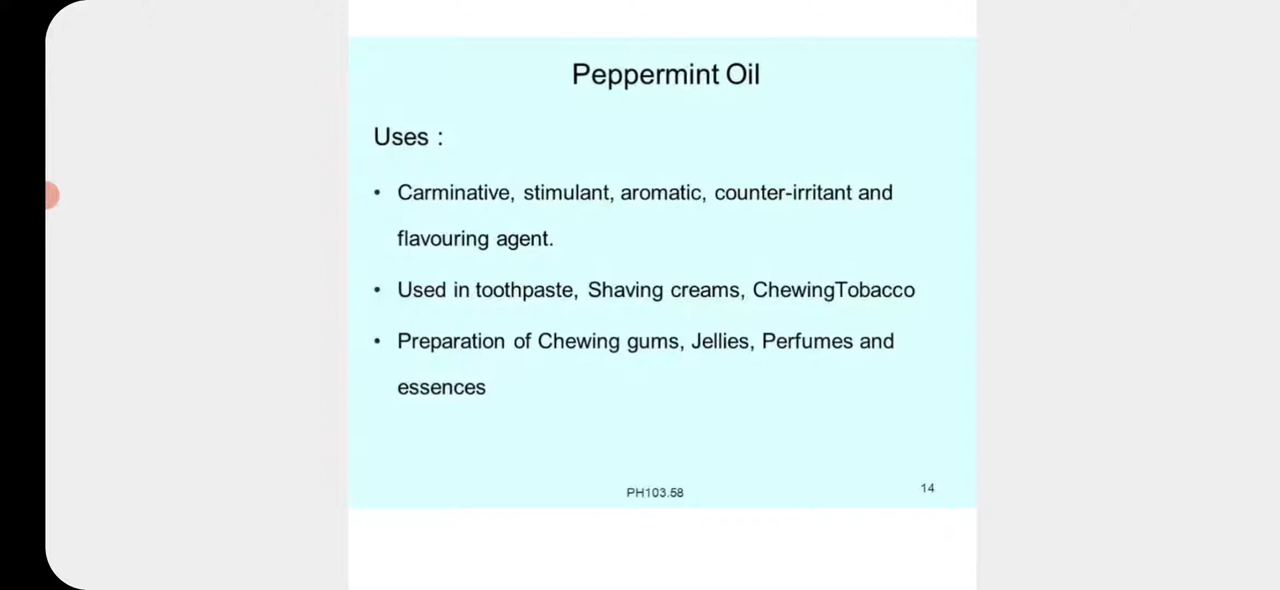 Peppermint Oil
Uses :
• Carminative, stimulant, aromatic, counter-irritant and
flavouring agent.
• Used in toothpaste, Shaving creams, ChewingTobacco
• Preparation of Chewing gums, Jellies, Perfumes and
essences
PH103.58
14